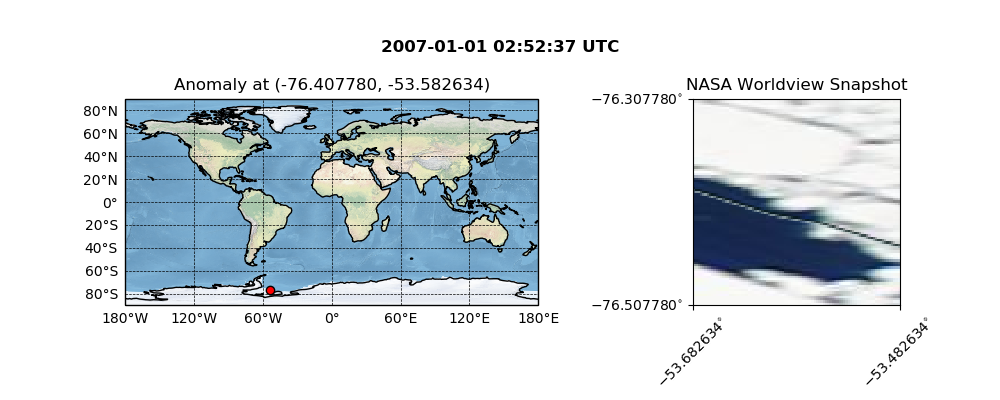 2007-01-01 02:52:37 UTC
Anomaly at (-76.407780, -53.582634)
80°N
60°N
40°N
20°N
0°
20°S
40°S
60°S
80°S
180°W 120°W 60°W 0° 60°E 120°E 180°E
NASA Worldview Snapshot
−76.307780°
−76.507780°
−53.682634°
−53.482634°